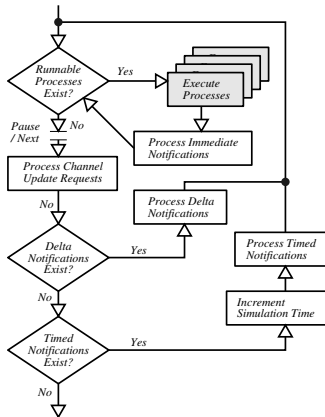 Runnable
Processes
Exist?
Yes
Execute
Processes
No
Pause
/ Next
Process Immediate
Notifications
Process Channel
Update Requests
No
Process Delta
Notifications
Delta
Notifications
Exist?
Yes
Process Timed
Notifications
No
Increment
Simulation Time
Timed
Notifications
Exist?
Yes
No